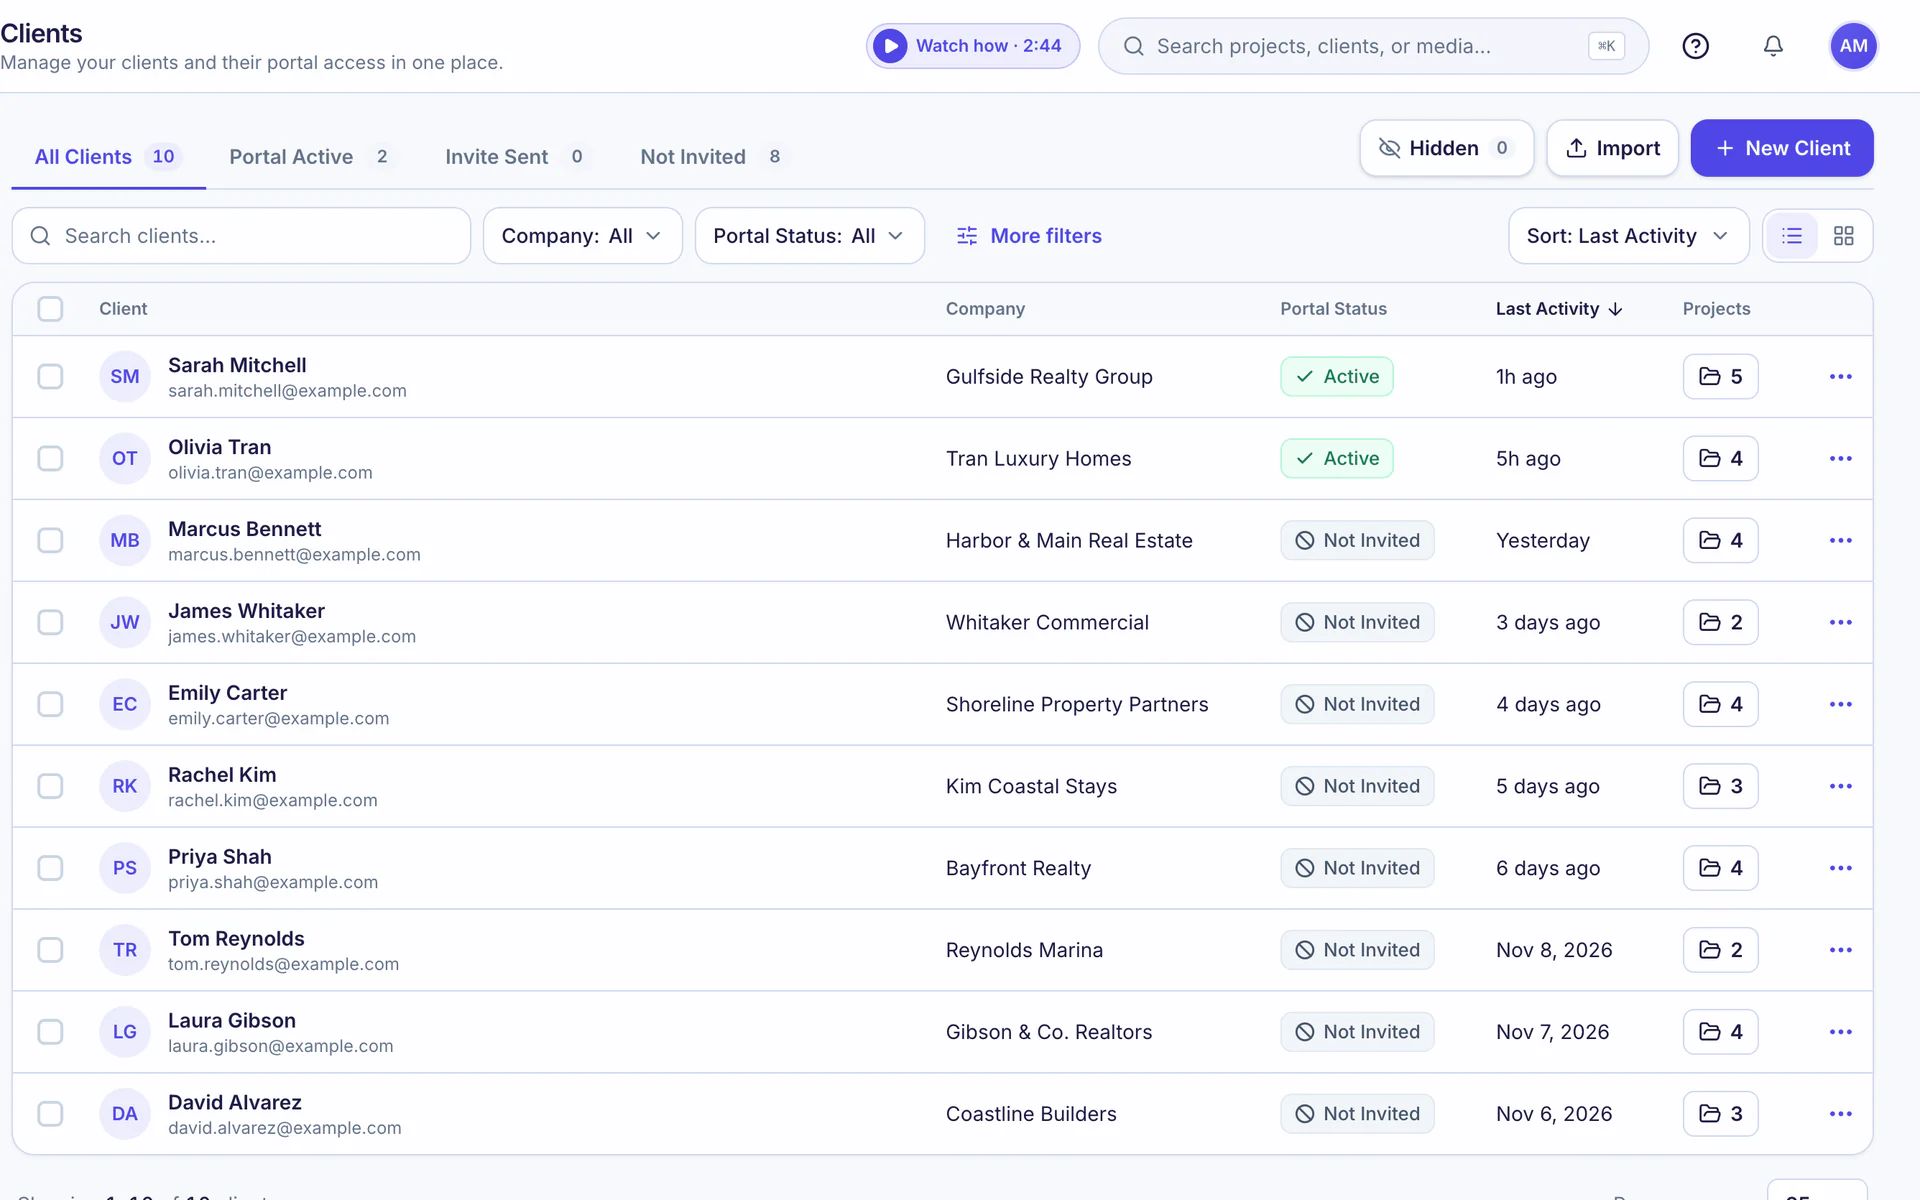 Clients
Manage your clients and their portal access in one place.
Watch how · 2:44
Search projects, clients, or media...
⌘K
AM
All Clients 10
Portal Active 2
Invite Sent 0
Not Invited 8
Hidden 0
Import
+ New Client
Search clients...
Company: All
Portal Status: All
More filters
Sort: Last Activity
Client Company Portal Status Last Activity ↓ Projects
SM Sarah Mitchell
sarah.mitchell@example.com
Gulfside Realty Group Active 1h ago 5
OT Olivia Tran
olivia.tran@example.com
Tran Luxury Homes Active 5h ago 4
MB Marcus Bennett
marcus.bennett@example.com
Harbor & Main Real Estate Not Invited Yesterday 4
JW James Whitaker
james.whitaker@example.com
Whitaker Commercial Not Invited 3 days ago 2
EC Emily Carter
emily.carter@example.com
Shoreline Property Partners Not Invited 4 days ago 4
RK Rachel Kim
rachel.kim@example.com
Kim Coastal Stays Not Invited 5 days ago 3
PS Priya Shah
priya.shah@example.com
Bayfront Realty Not Invited 6 days ago 4
TR Tom Reynolds
tom.reynolds@example.com
Reynolds Marina Not Invited Nov 8, 2026 2
LG Laura Gibson
laura.gibson@example.com
Gibson & Co. Realtors Not Invited Nov 7, 2026 4
DA David Alvarez
david.alvarez@example.com
Coastline Builders Not Invited Nov 6, 2026 3